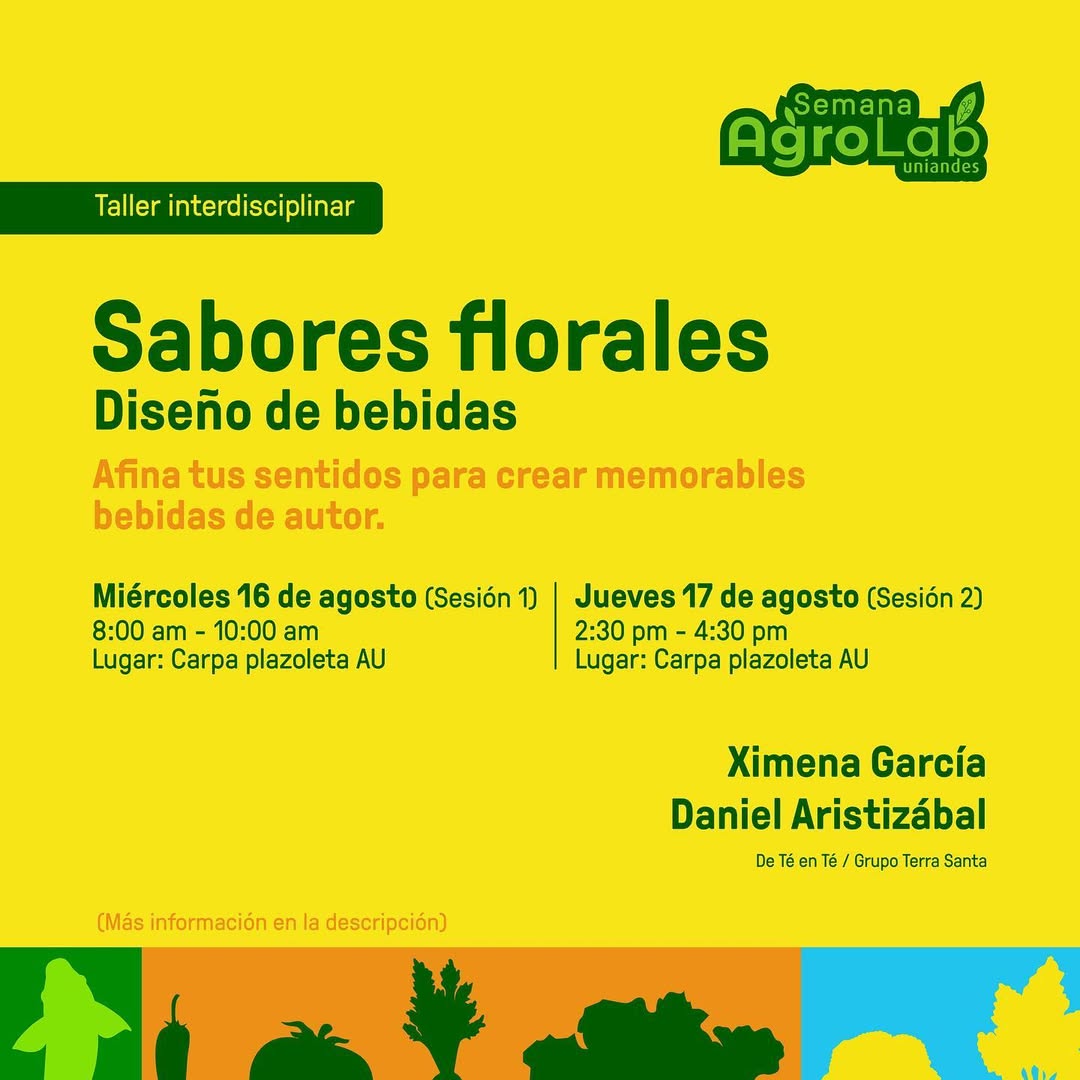 Semana
AgroLab
uniandes
Taller interdisciplinar
Sabores florales
Diseño de bebidas
Afina tus sentidos para crear memorables
bebidas de autor.
Miércoles 16 de agosto (Sesión 1)
8:00 am - 10:00 am
Lugar: Carpa plazoleta AU
Jueves 17 de agosto (Sesión 2)
2:30 pm - 4:30 pm
Lugar: Carpa plazoleta AU
Ximena García
Daniel Aristizábal
De Té en Té / Grupo Terra Santa
(Más información en la descripción)